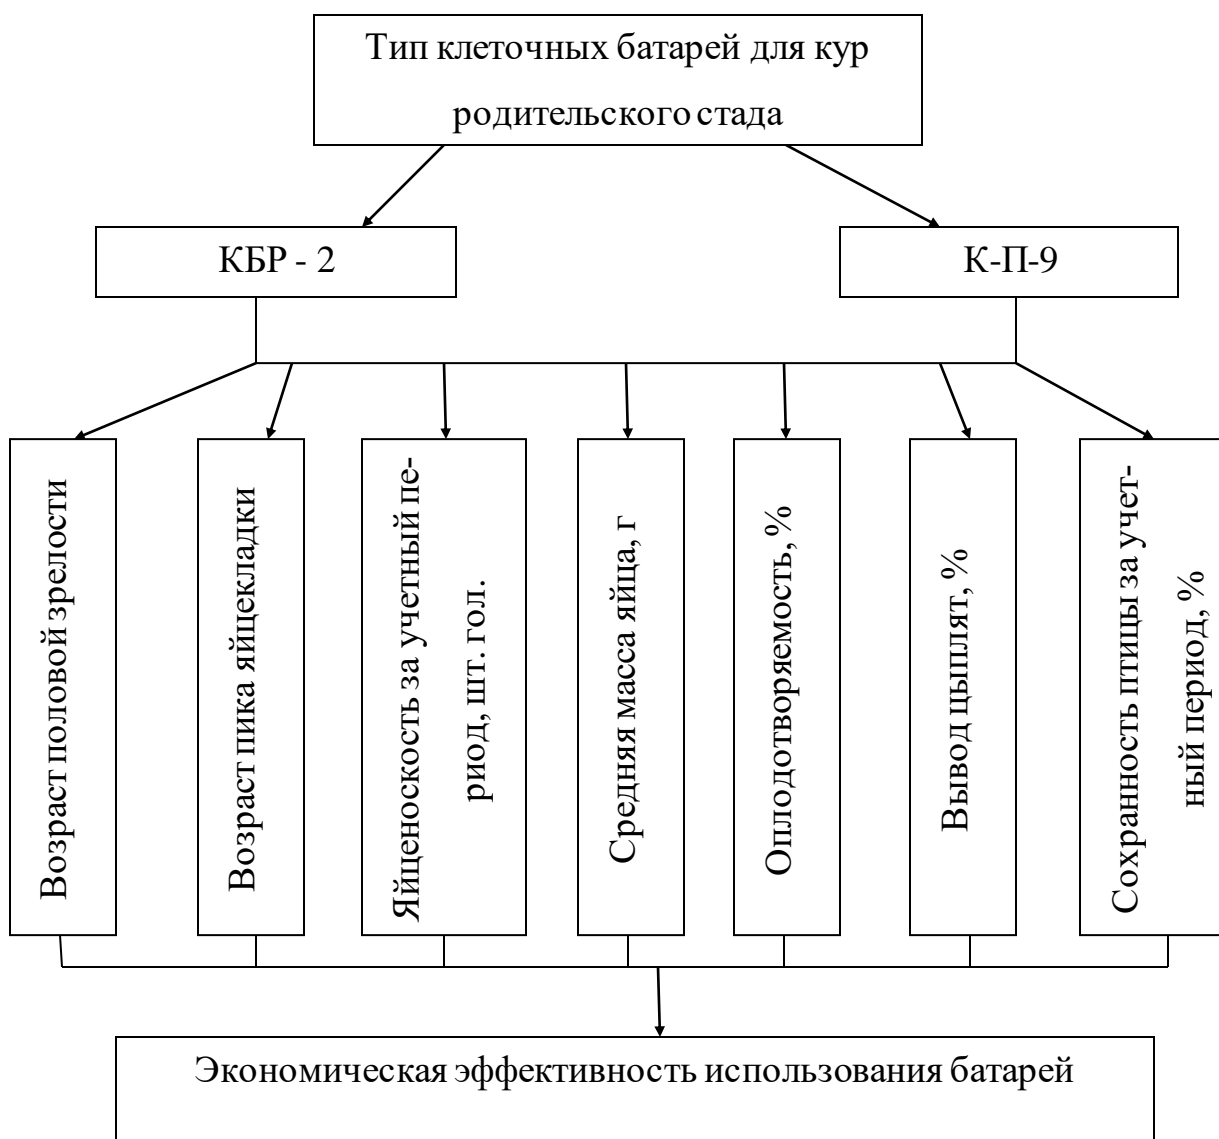 Тип клеточных батарей для кур
родительского стада
КБР - 2
К-П-9
Возраст половой зрелости
Возраст пика яйцекладки
Яйценоскость за учетный пе-
риод, шт. гол.
Средняя масса яйца, г
Оплодотворяемость, %
Вывод цыплят, %
Сохранность птицы за учет-
ный период, %
Экономическая эффективность использования батарей